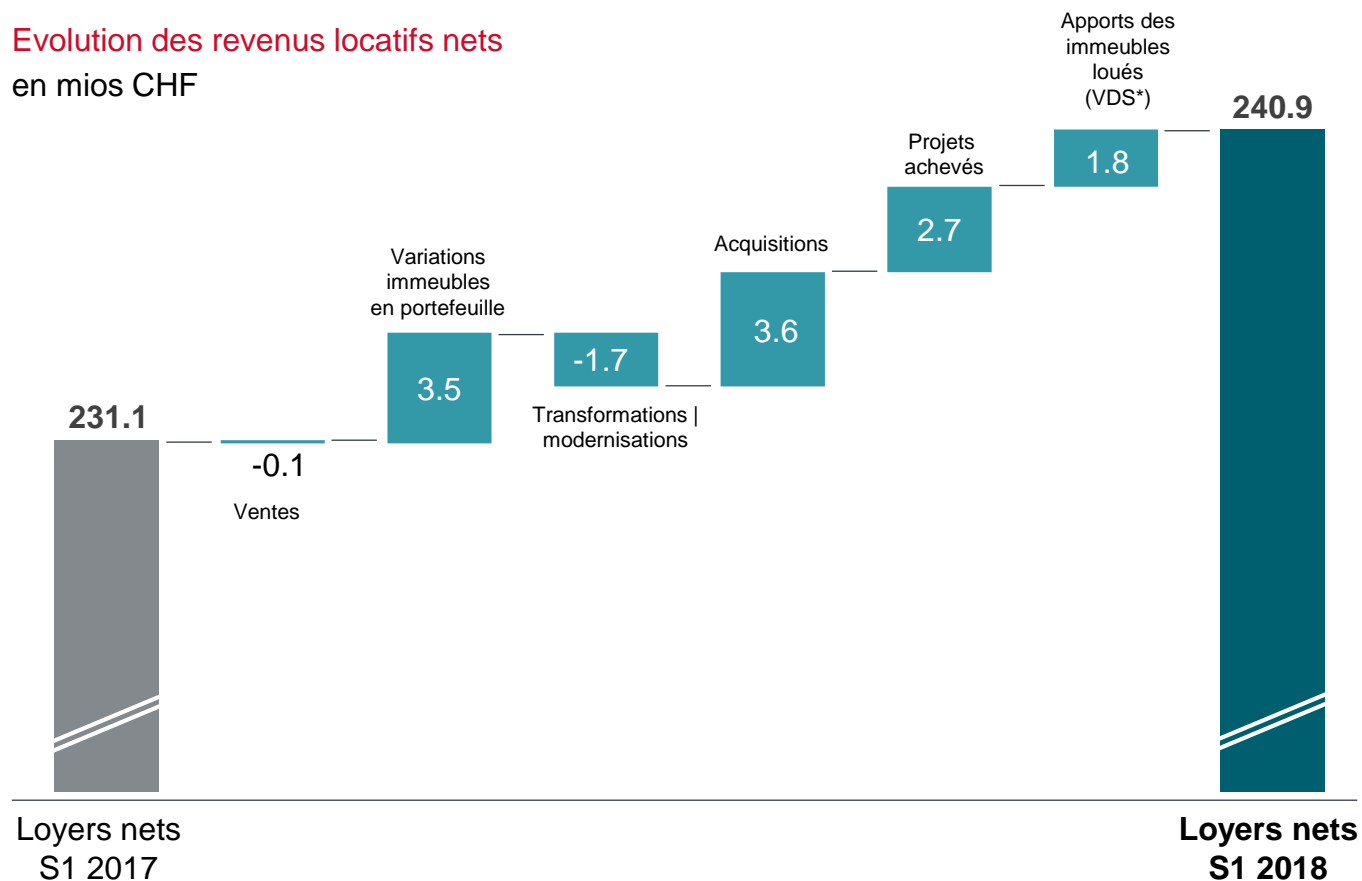 Evolution des revenus locatifs nets
en mios CHF
231.1
-0.1
Ventes
Variations
immeubles
en portefeuille
3.5
-1.7
Transformations |
modernisations
Acquisitions
3.6
Projets
achevés
2.7
Apports des
immeubles
loués
(VDS*)
1.8
240.9
Loyers nets
S1 2017
Loyers nets
S1 2018